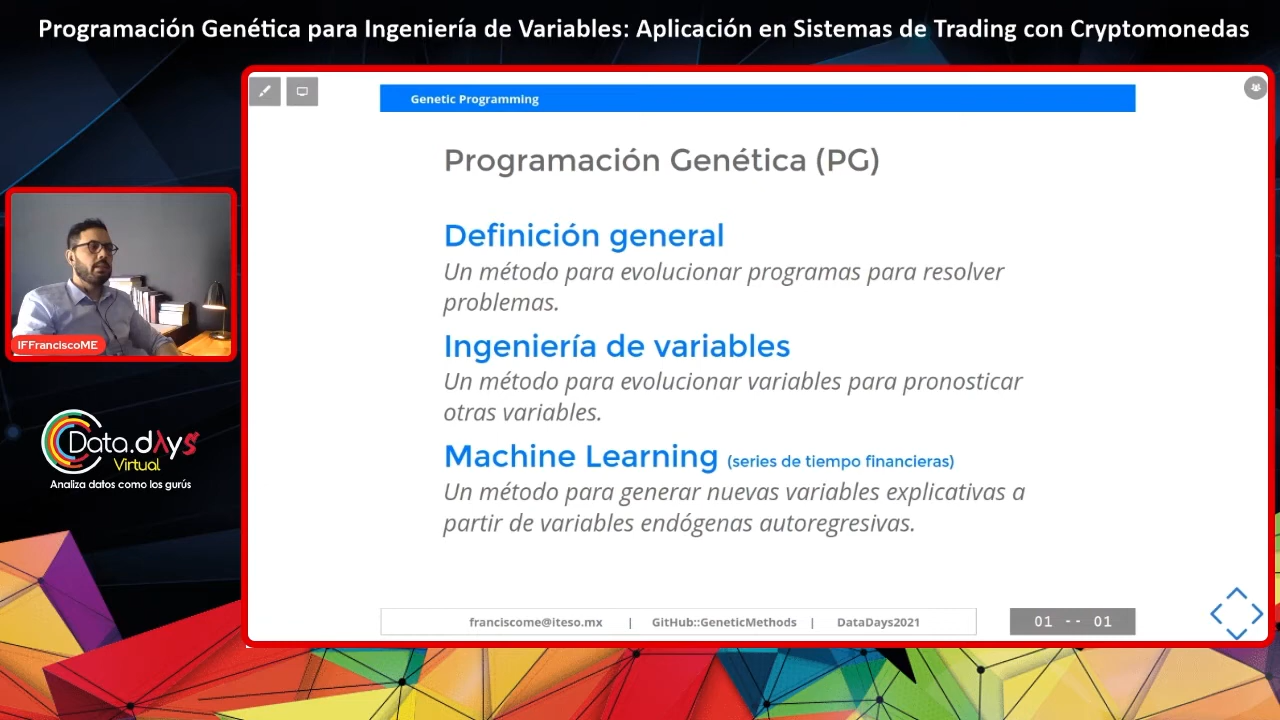 Programación Genética para Ingeniería de Variables: Aplicación en Sistemas de Trading con Cryptomonedas
Genetic Programming
Programación Genética (PG)
Definición general
Un método para evolucionar programas para resolver
problemas.
Ingeniería de variables
Un método para evolucionar variables para pronosticar
otras variables.
Machine Learning (series de tiempo financieras)
Un método para generar nuevas variables explicativas a
partir de variables endógenas autoregresivas.
IFFranciscoME
Data.dAys
Virtual
Analiza datos como los gurús
franciscome@iteso.mx | GitHub::GeneticMethods | DataDays2021
01 -- 01